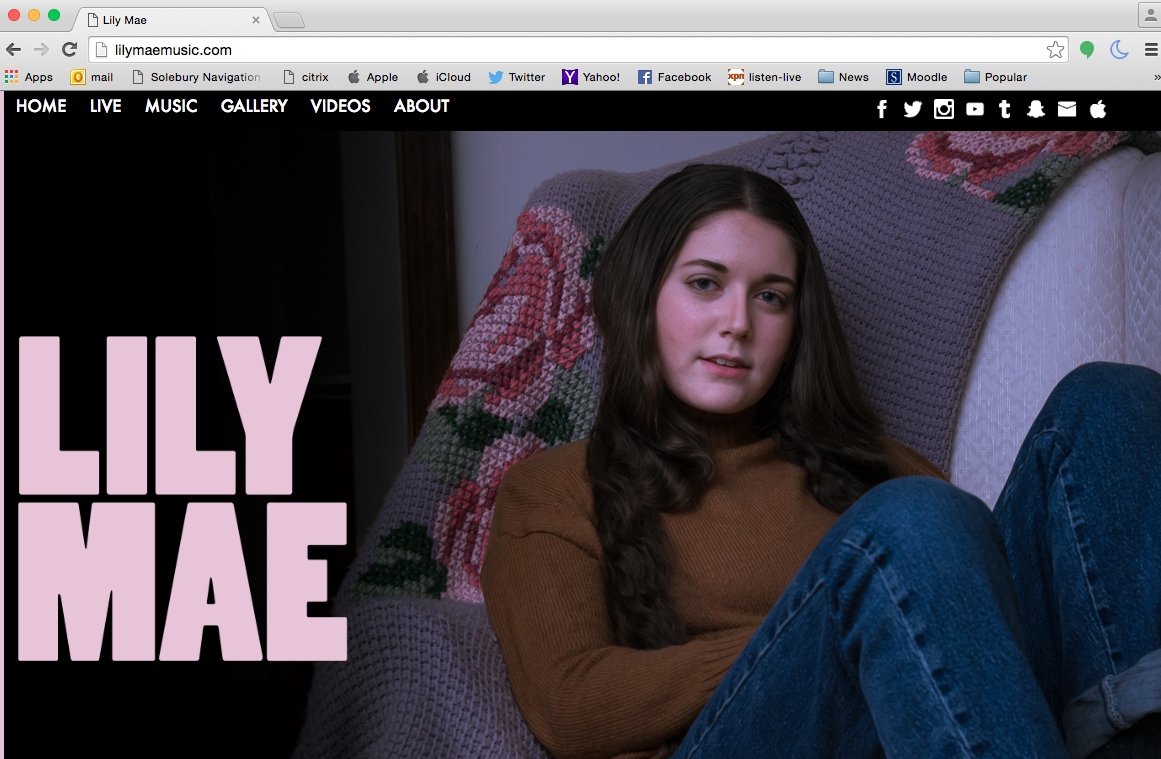 Lily Mae
lilymaemusic.com
Apps mail Solebury Navigation citrix Apple iCloud Twitter Yahoo! Facebook xpn listen-live News S Moodle Popular »
HOME LIVE MUSIC GALLERY VIDEOS ABOUT
LILY
MAE